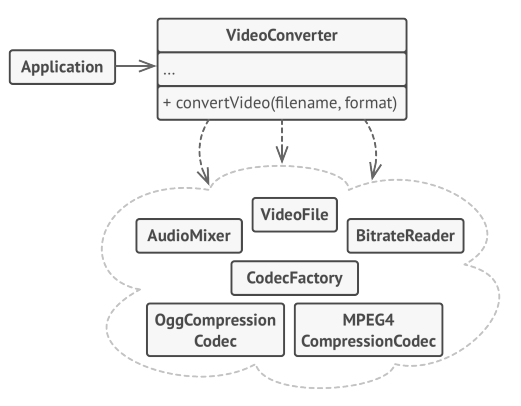 VideoConverter
Application
...
+ convertVideo(filename, format)
VideoFile
AudioMixer
BitrateReader
CodecFactory
OggCompression
Codec
MPEG4
CompressionCodec